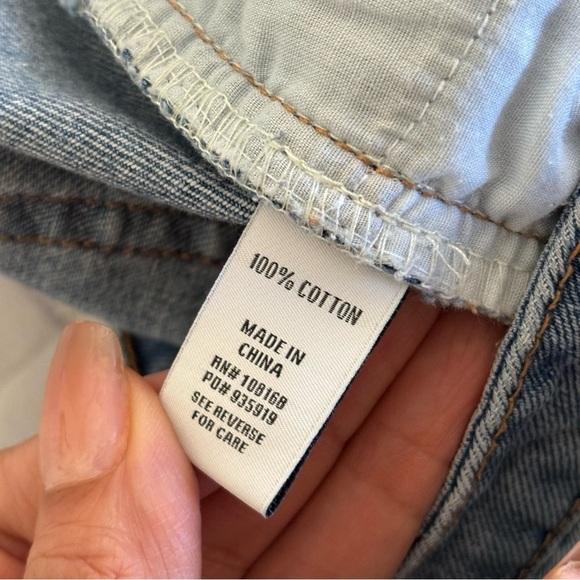 100% COTTON
MADE IN
CHINA
RN# 108168
PO# 935919
SEE REVERSE
FOR CARE